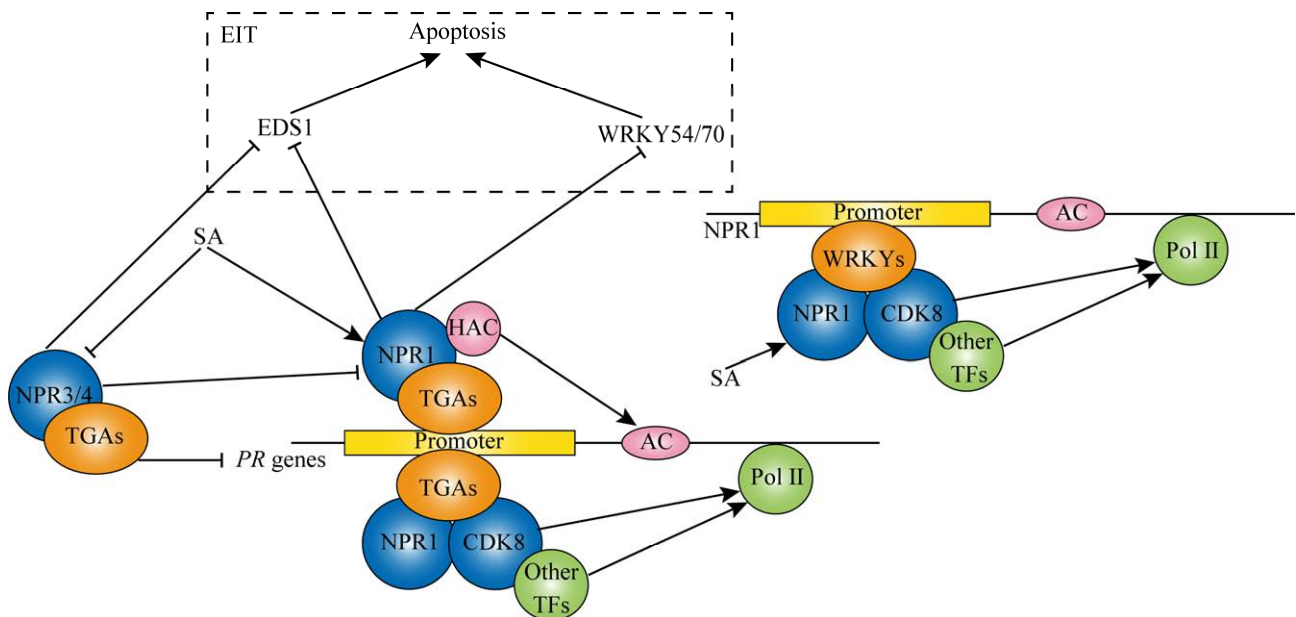 EIT
Apoptosis
EDS1
WRKY54/70
SA
NPR1
HAC
TGAs
NPR3/4
TGAs
PR genes
Promoter
AC
TGAs
NPR1
CDK8
Other
TFs
Pol II
NPR1
Promoter
AC
WRKYs
Pol II
NPR1
CDK8
Other
TFs
SA